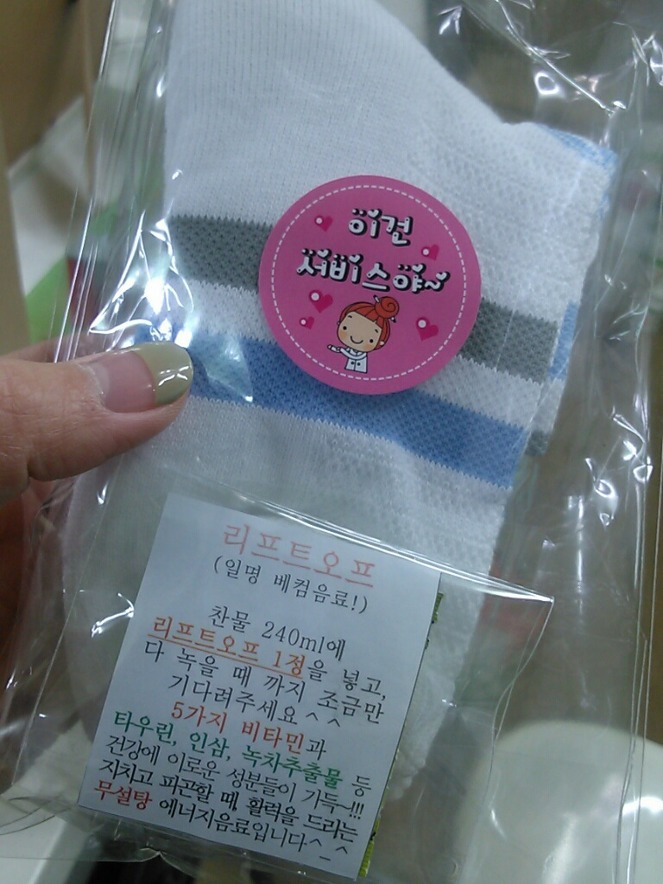 이건
서비스야~
리프트오프
(일명 베컴음료!)
찬물 240ml에
리프트오프 1정을 넣고,
다 녹을 때 까지 조금만
기다려주세요^^
5가지 비타민과
타우린, 인삼, 녹차추출물 등
건강에 이로운 성분들이 가득~!!!
지치고 피곤할 때 활력을 드리는
무설탕 에너지음료입니다^_^